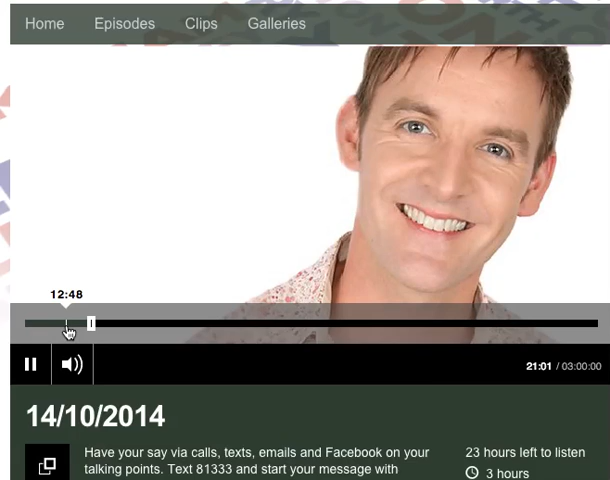 Home Episodes Clips Galleries
12:48
21:01 / 03:00:00
14/10/2014
Have your say via calls, texts, emails and Facebook on your
talking points. Text 81333 and start your message with
23 hours left to listen
3 hours